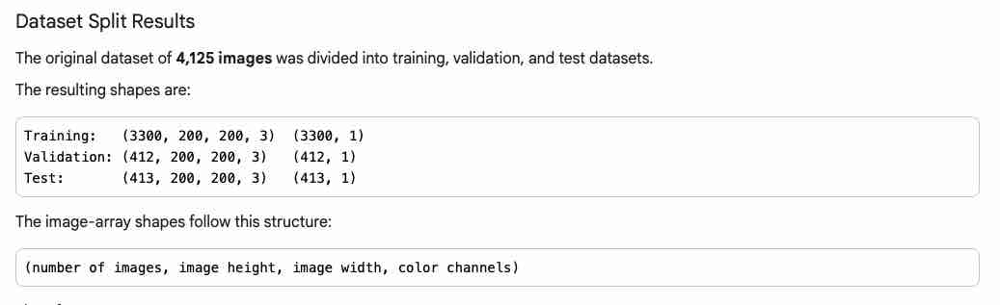 Dataset Split Results
The original dataset of 4,125 images was divided into training, validation, and test datasets.
The resulting shapes are:
Training:   (3300, 200, 200, 3)  (3300, 1)
Validation: (412, 200, 200, 3)   (412, 1)
Test:       (413, 200, 200, 3)   (413, 1)
The image-array shapes follow this structure:
(number of images, image height, image width, color channels)